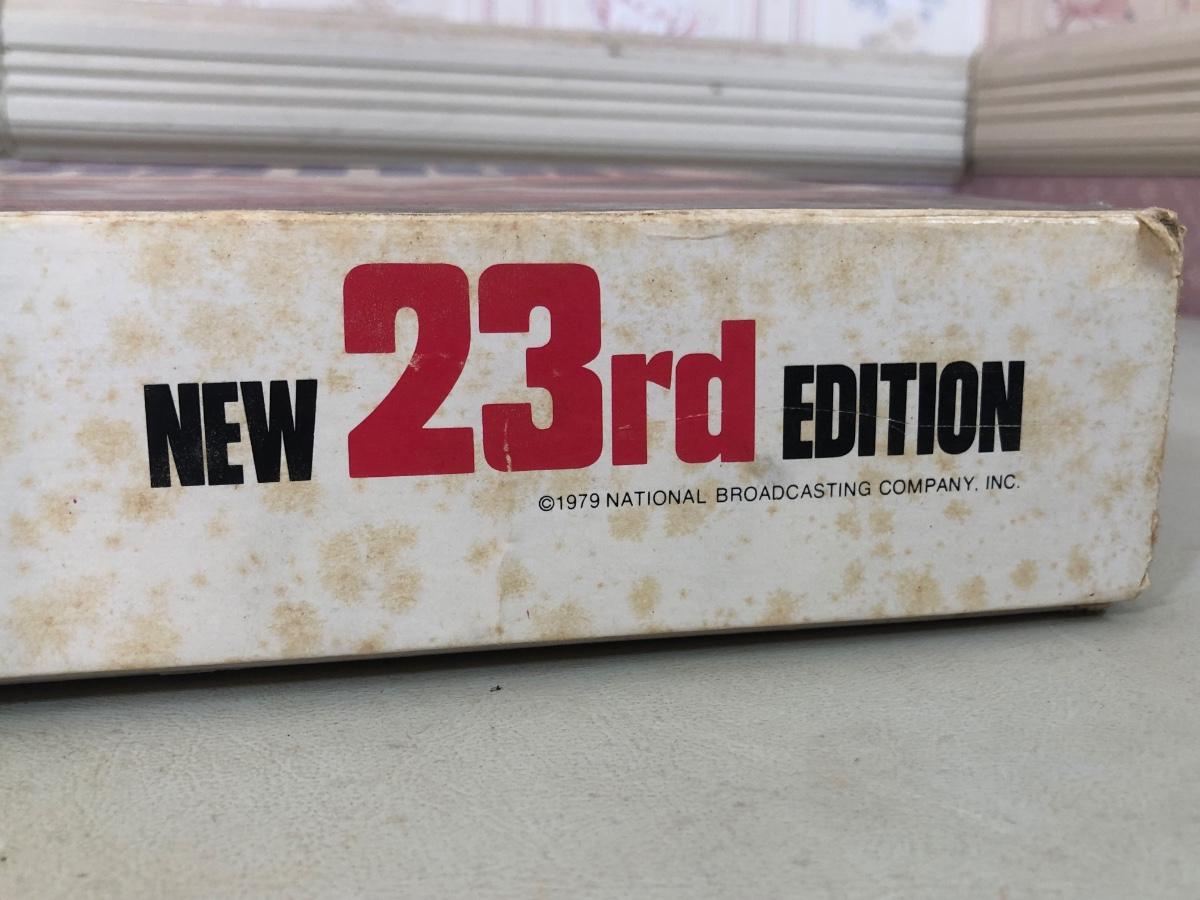 NEW 23rd EDITION
©1979 NATIONAL BROADCASTING COMPANY, INC.